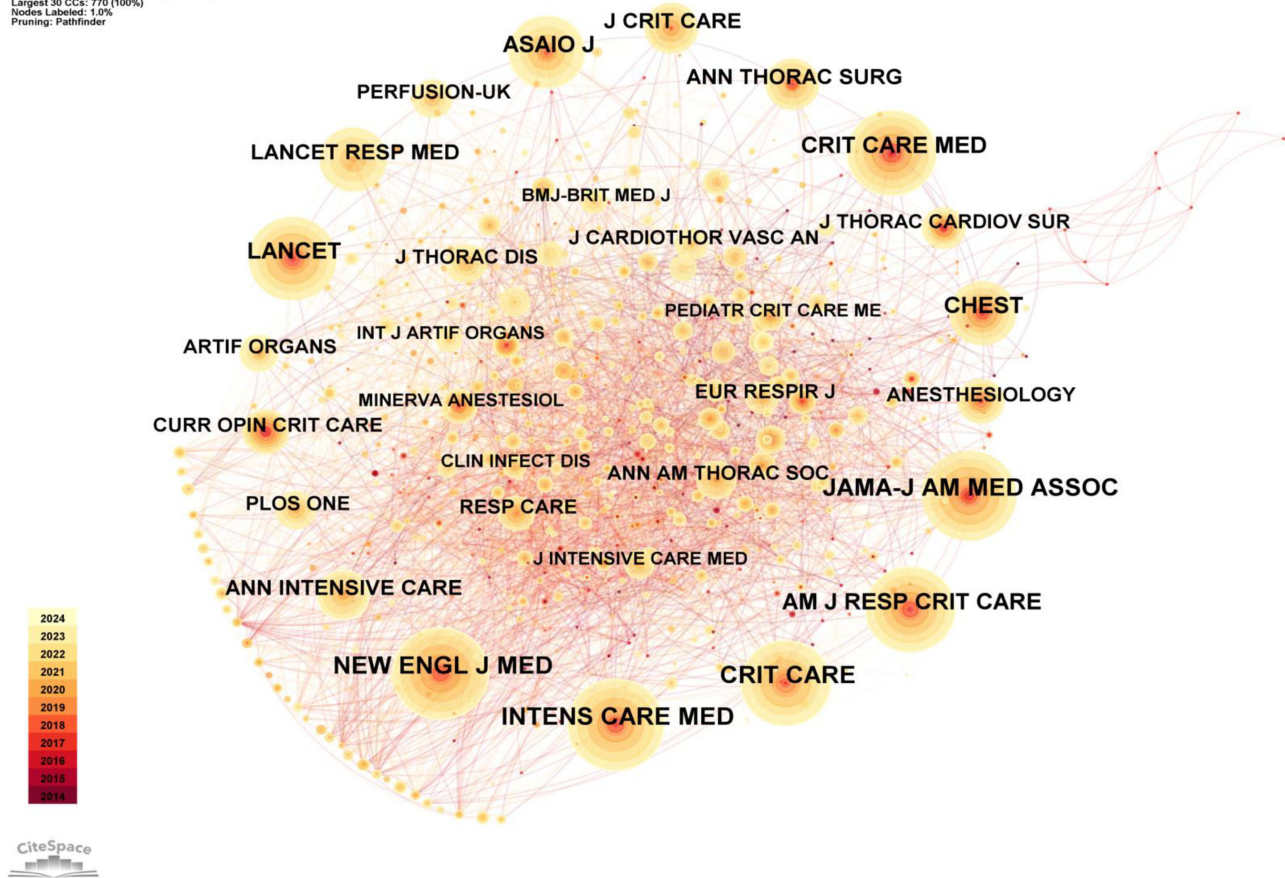 Largest 30 CCs: 770 (100%)
Nodes Labeled: 1.0%
Pruning: Pathfinder
J CRIT CARE
ASAIO J
ANN THORAC SURG
PERFUSION-UK
CRIT CARE MED
LANCET RESP MED
BMJ-BRIT MED J
J THORAC CARDIOV SUR
J CARDIOTHOR VASC AN
LANCET
J THORAC DIS
CHEST
PEDIATR CRIT CARE ME
INT J ARTIF ORGANS
ARTIF ORGANS
EUR RESPIR J
ANESTHESIOLOGY
MINERVA ANESTESIOL
CURR OPIN CRIT CARE
CLIN INFECT DIS
ANN AM THORAC SOC
JAMA-J AM MED ASSOC
PLOS ONE
RESP CARE
J INTENSIVE CARE MED
ANN INTENSIVE CARE
AM J RESP CRIT CARE
NEW ENGL J MED
CRIT CARE
INTENS CARE MED
2024
2023
2022
2021
2020
2019
2018
2017
2016
2015
2014
CiteSpace